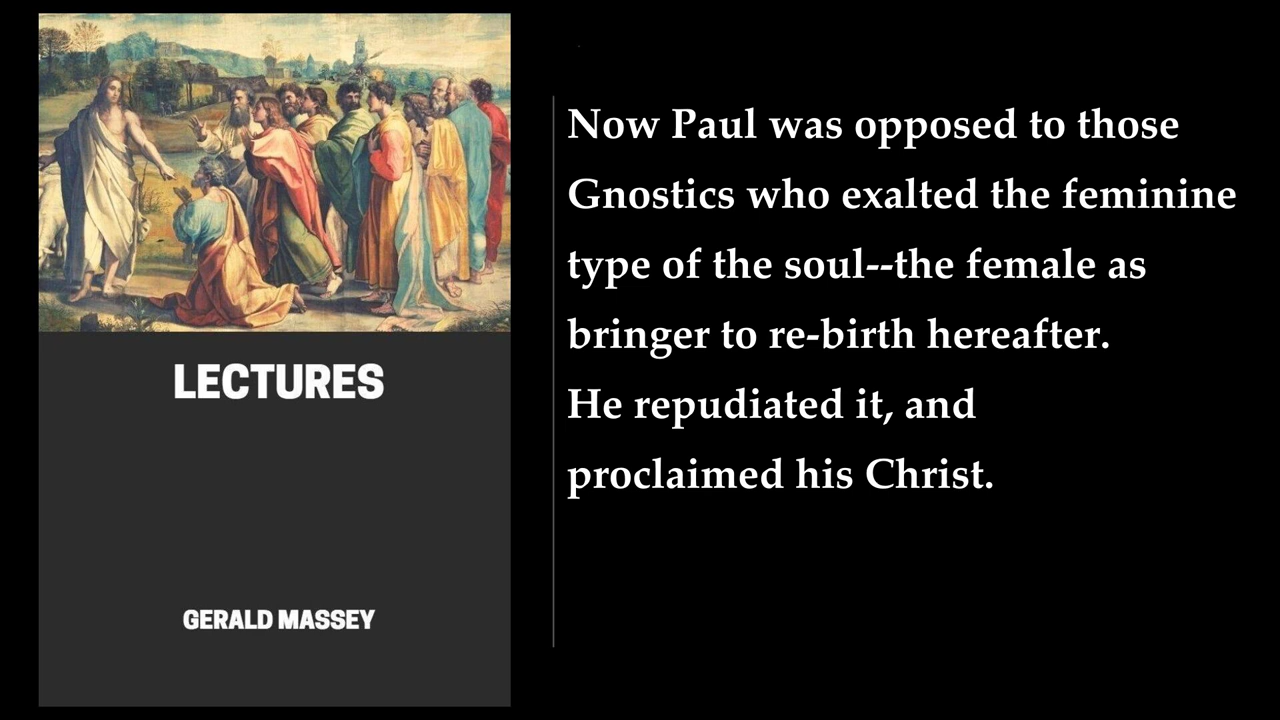 LECTURES
GERALD MASSEY
Now Paul was opposed to those
Gnostics who exalted the feminine
type of the soul--the female as
bringer to re-birth hereafter.
He repudiated it, and
proclaimed his Christ.